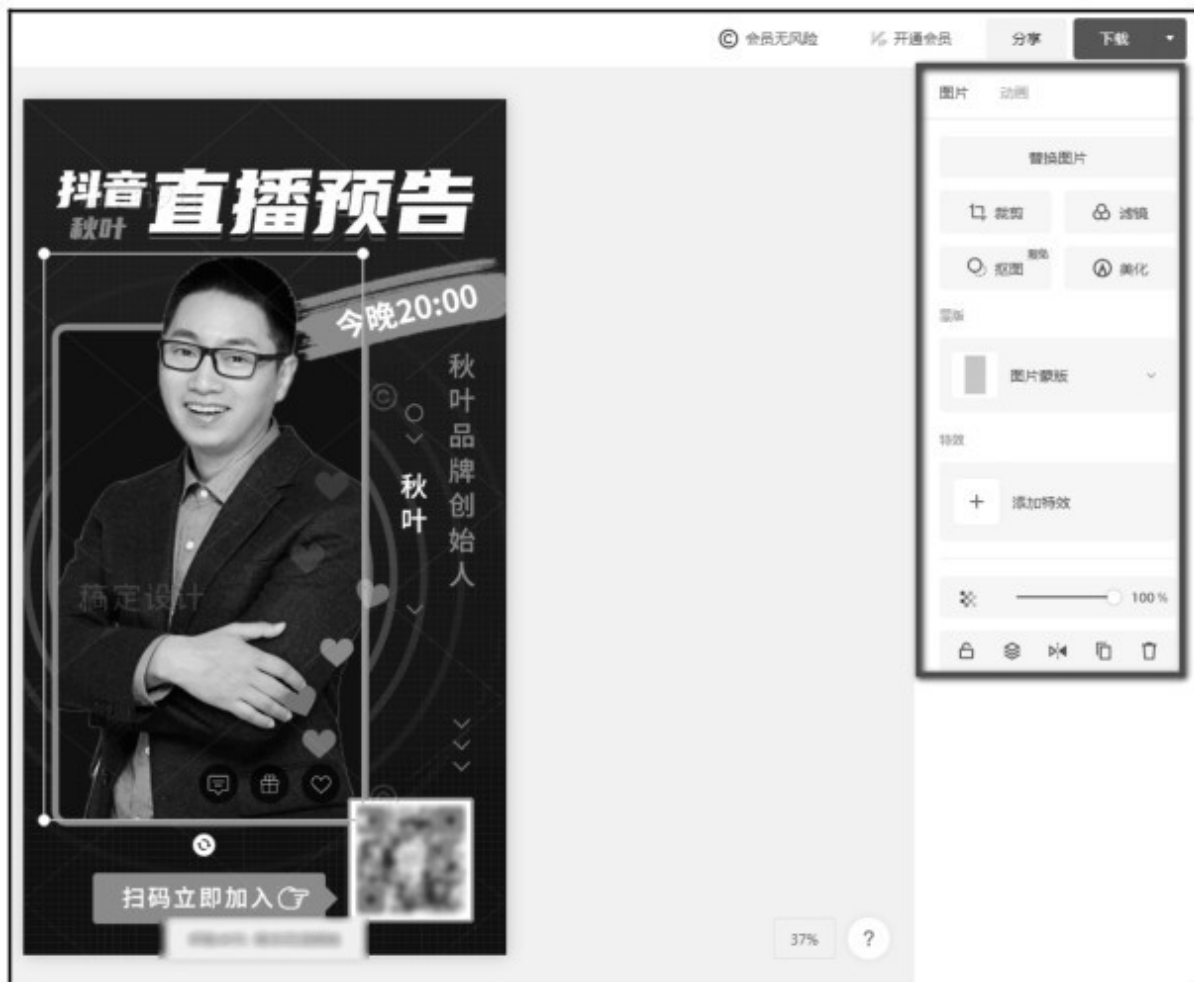 会员无风险 开通会员 分享 下载
图片 动画
替换图片
裁剪 滤镜
抠图 美化
蒙版
图片蒙版
特效
添加特效
100%
抖音 直播预告
秋叶
今晚20:00
秋叶品牌创始人
秋叶
稿定设计
扫码立即加入
37% ?